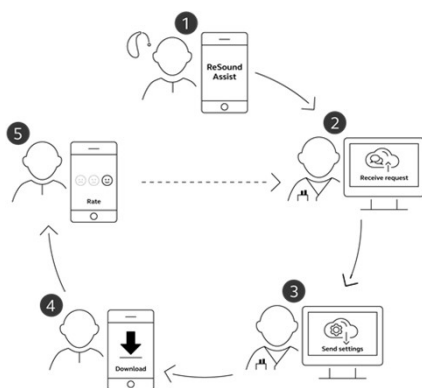 1
ReSound
Assist
2
Receive request
3
Send settings
4
Download
5
Rate